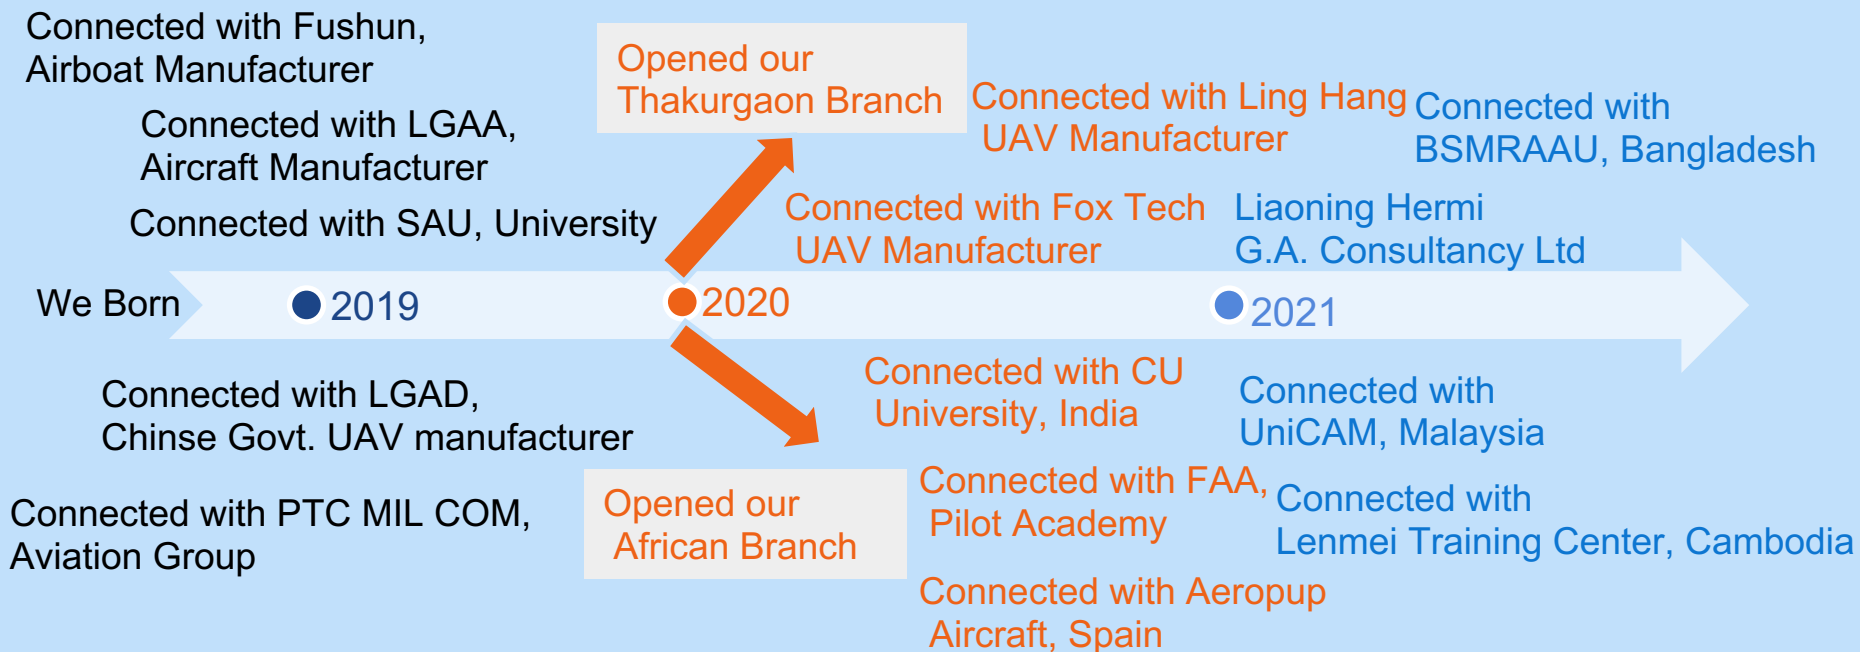 Connected with Fushun,
Airboat Manufacturer
Connected with LGAA,
Aircraft Manufacturer
Connected with SAU, University
Opened our
Thakurgaon Branch
Connected with Ling Hang
UAV Manufacturer
Connected with
BSMRAAU, Bangladesh
Connected with Fox Tech
UAV Manufacturer
Liaoning Hermi
G.A. Consultancy Ltd
We Born
2019
2020
2021
Connected with LGAD,
Chinse Govt. UAV manufacturer
Connected with PTC MIL COM,
Aviation Group
Opened our
African Branch
Connected with CU
University, India
Connected with FAA,
Pilot Academy
Connected with Aeropup
Aircraft, Spain
Connected with
UniCAM, Malaysia
Connected with
Lenmei Training Center, Cambodia